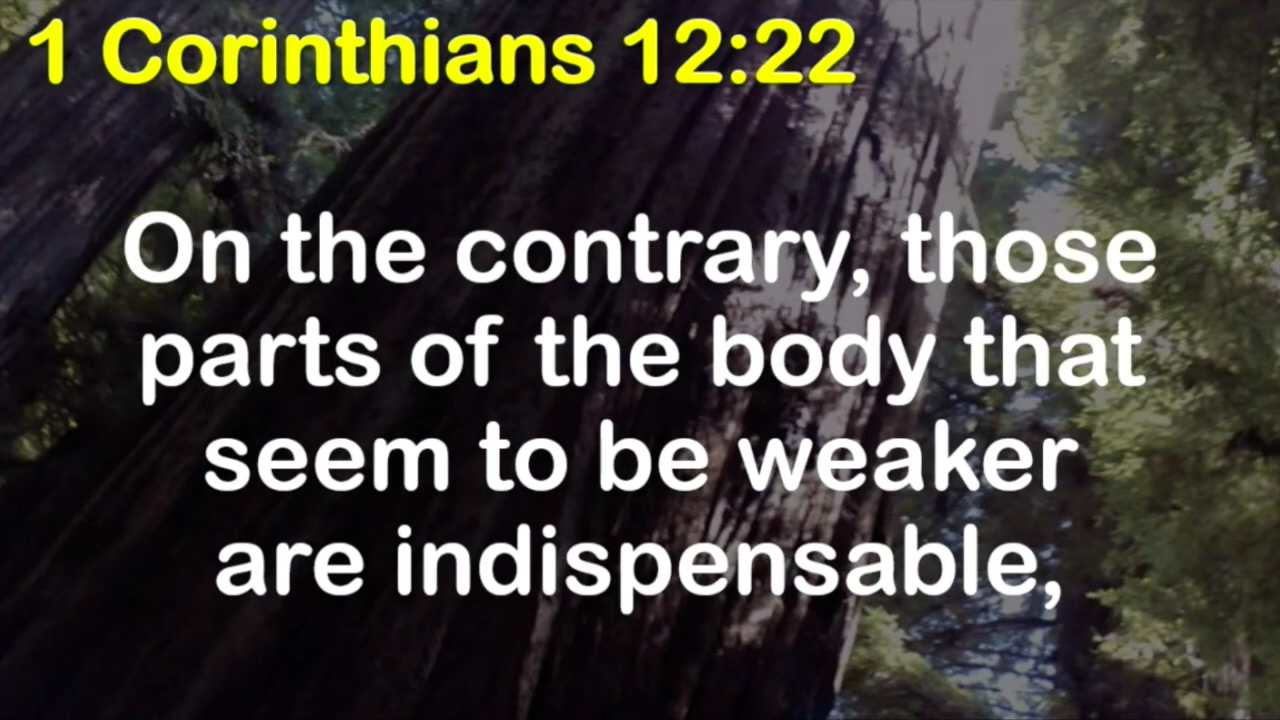 1 Corinthians 12:22
On the contrary, those
parts of the body that
seem to be weaker
are indispensable,